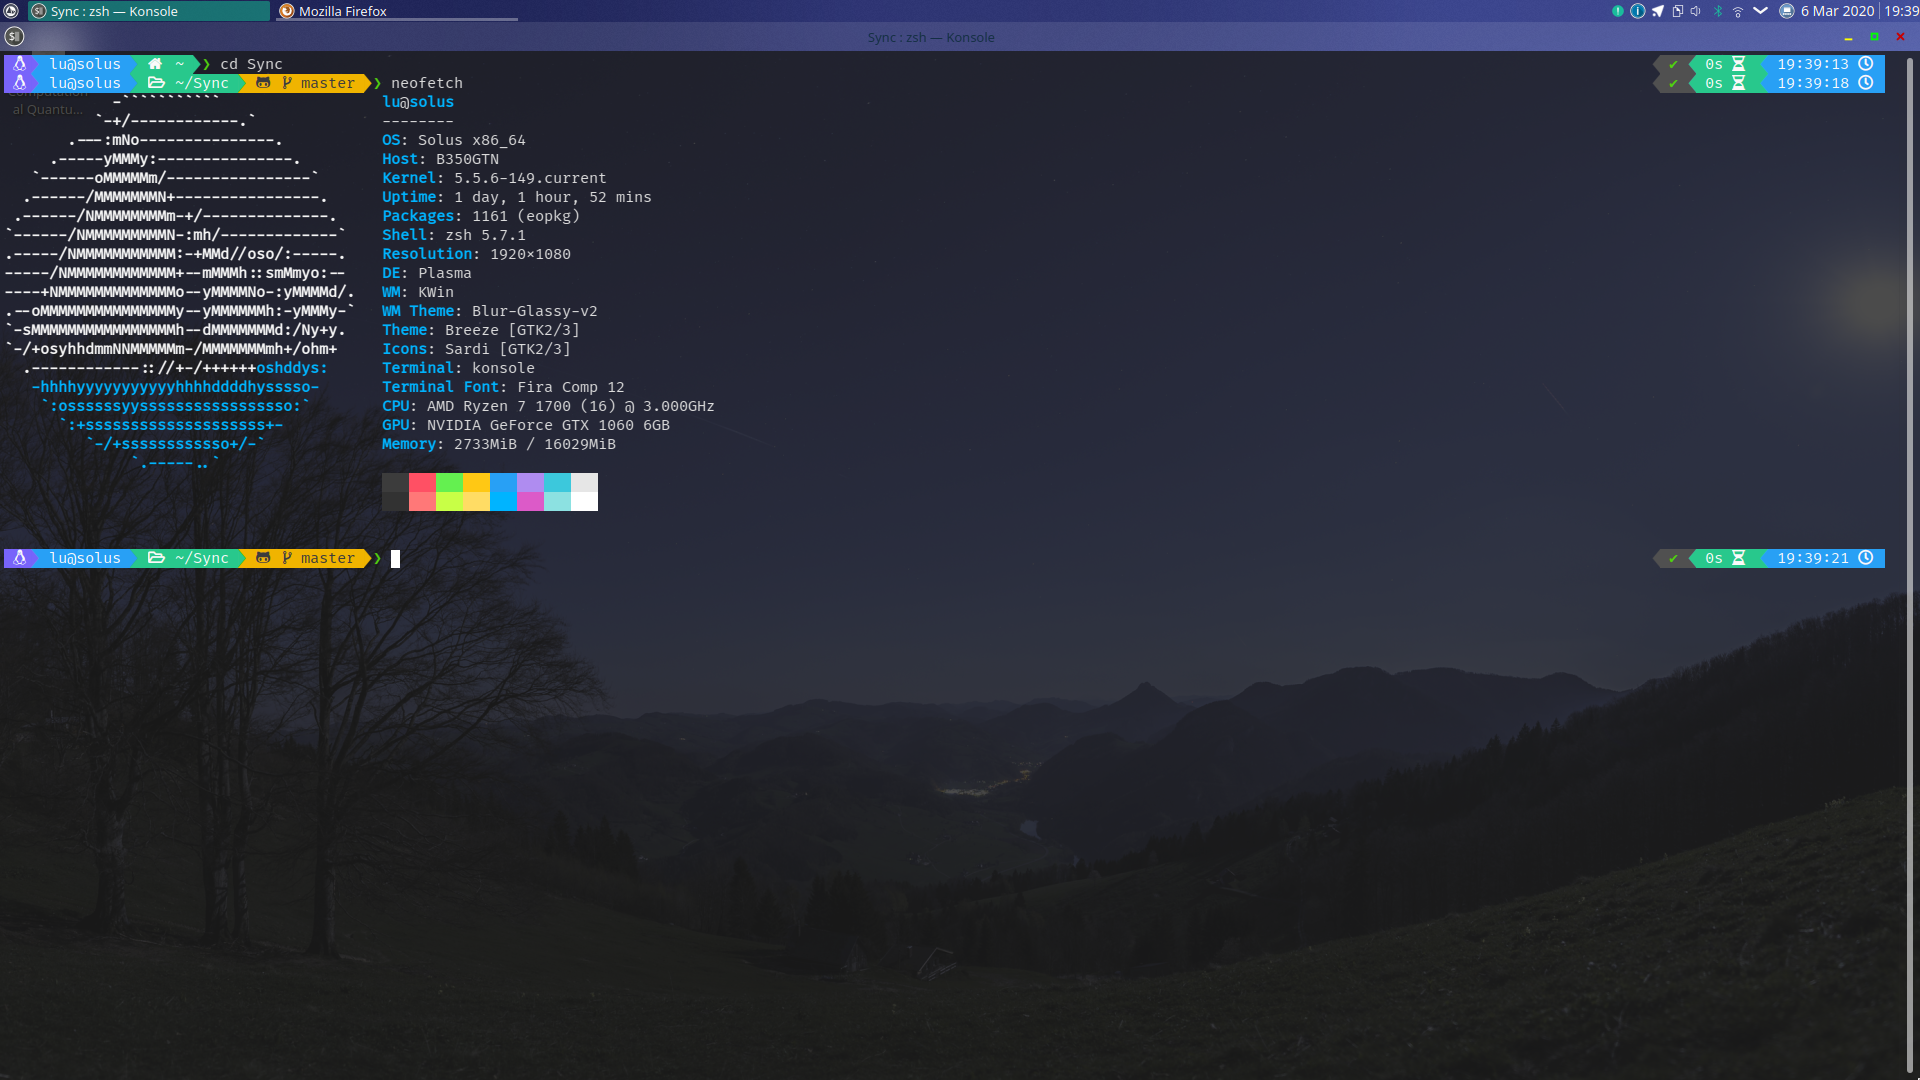 Sync : zsh — Konsole
Mozilla Firefox
6 Mar 2020
19:39
Sync : zsh — Konsole
lu@solus ~ ❯ cd Sync
✔ 0s 19:39:13
lu@solus ~/Sync master ❯ neofetch
✔ 0s 19:39:18
al Quantu...
lu@solus
--------
OS: Solus x86_64
Host: B350GTN
Kernel: 5.5.6-149.current
Uptime: 1 day, 1 hour, 52 mins
Packages: 1161 (eopkg)
Shell: zsh 5.7.1
Resolution: 1920×1080
DE: Plasma
WM: KWin
WM Theme: Blur-Glassy-v2
Theme: Breeze [GTK2/3]
Icons: Sardi [GTK2/3]
Terminal: konsole
Terminal Font: Fira Comp 12
CPU: AMD Ryzen 7 1700 (16) @ 3.000GHz
GPU: NVIDIA GeForce GTX 1060 6GB
Memory: 2733MiB / 16029MiB
lu@solus ~/Sync master ❯
✔ 0s 19:39:21